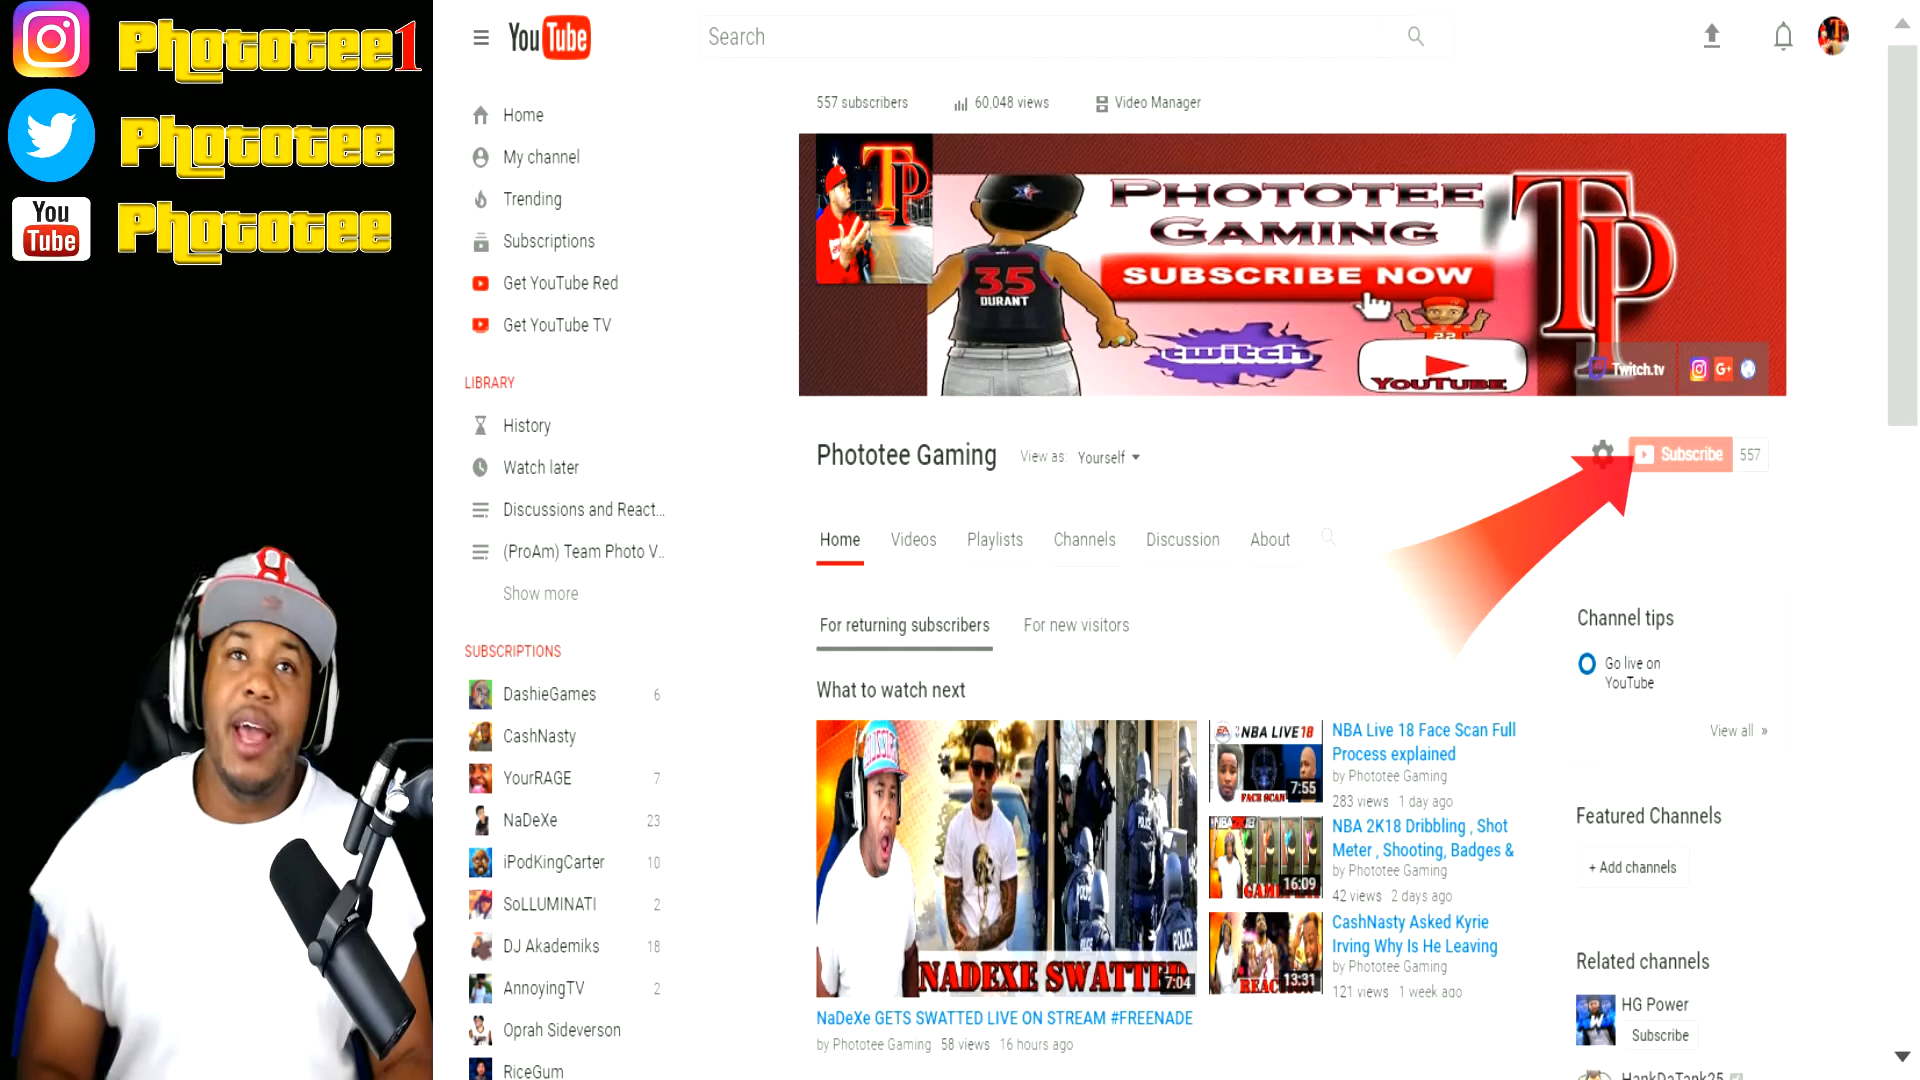 Phototee1
Phototee
You
Tube
Phototee
YouTube
Search
557 subscribers
60,048 views
Video Manager
Home
My channel
Trending
Subscriptions
Get YouTube Red
Get YouTube TV
LIBRARY
History
Watch later
Discussions and React...
(ProAm) Team Photo V..
Show more
SUBSCRIPTIONS
DashieGames 6
CashNasty
YourRAGE 7
NaDeXe 23
iPodKingCarter 10
SoLLUMINATI 2
DJ Akademiks 18
AnnoyingTV 2
Oprah Sideverson
RiceGum
TP
PHOTOTEE
GAMING
SUBSCRIBE NOW
35
DURANT
22
twitch
YOUTUBE
TP
Twitch.tv
G+
Phototee Gaming
View as: Yourself
Subscribe 557
Home
Videos
Playlists
Channels
Discussion
About
For returning subscribers
For new visitors
What to watch next
POLICE
NADEXE SWATTED
7:04
NaDeXe GETS SWATTED LIVE ON STREAM #FREENADE
by Phototee Gaming 58 views 16 hours ago
NBA LIVE 18
FACE SCAN
7:55
NBA Live 18 Face Scan Full
Process explained
by Phototee Gaming
283 views 1 day ago
NBA 2K18
16:09
NBA 2K18 Dribbling , Shot
Meter , Shooting, Badges &
by Phototee Gaming
42 views 2 days ago
13:31
CashNasty Asked Kyrie
Irving Why Is He Leaving
by Phototee Gaming
121 views 1 week ago
Channel tips
Go live on
YouTube
View all »
Featured Channels
+ Add channels
Related channels
HG Power
Subscribe
HankDaTank25